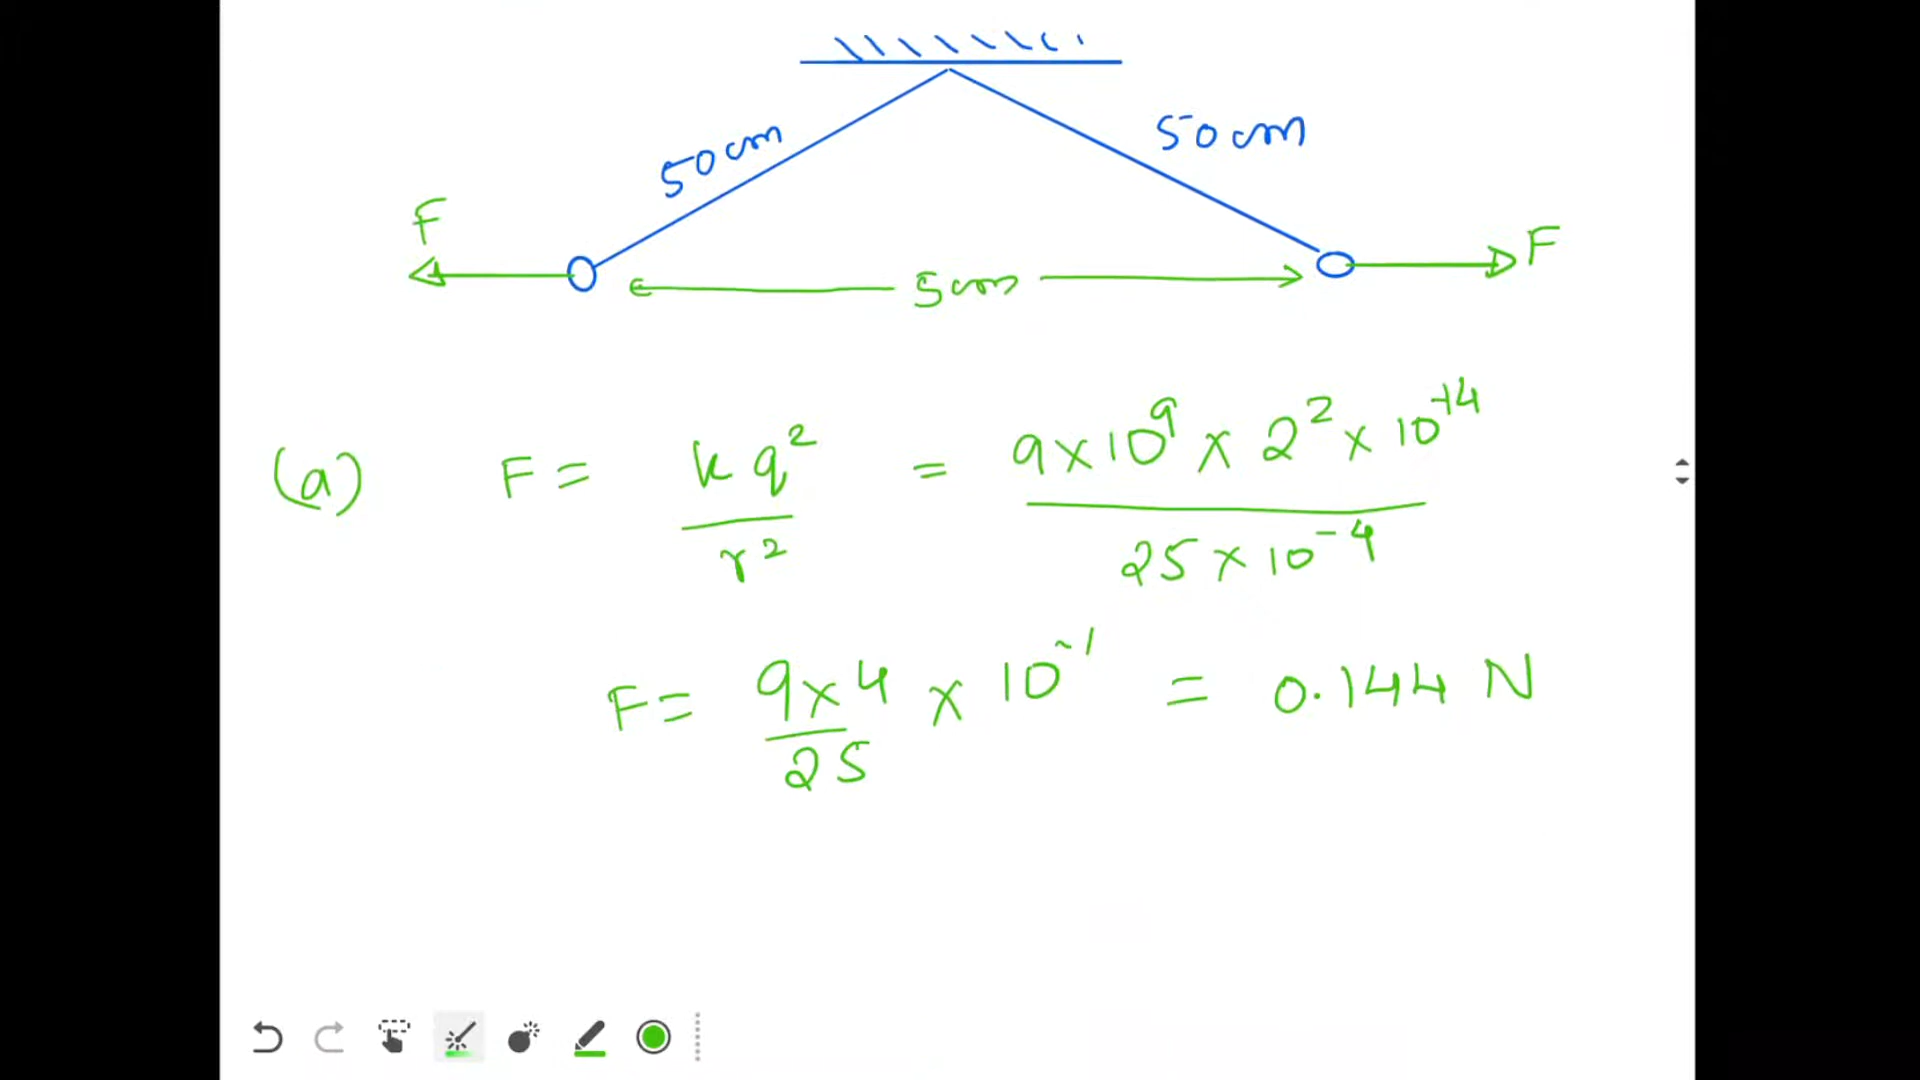 50 cm
50 cm
F
F
5 cm
(a) F = kq²/r² = 9×10⁹ × 2² × 10⁻¹⁴ / 25 × 10⁻⁴
F = 9×4/25 × 10⁻¹ = 0.144 N